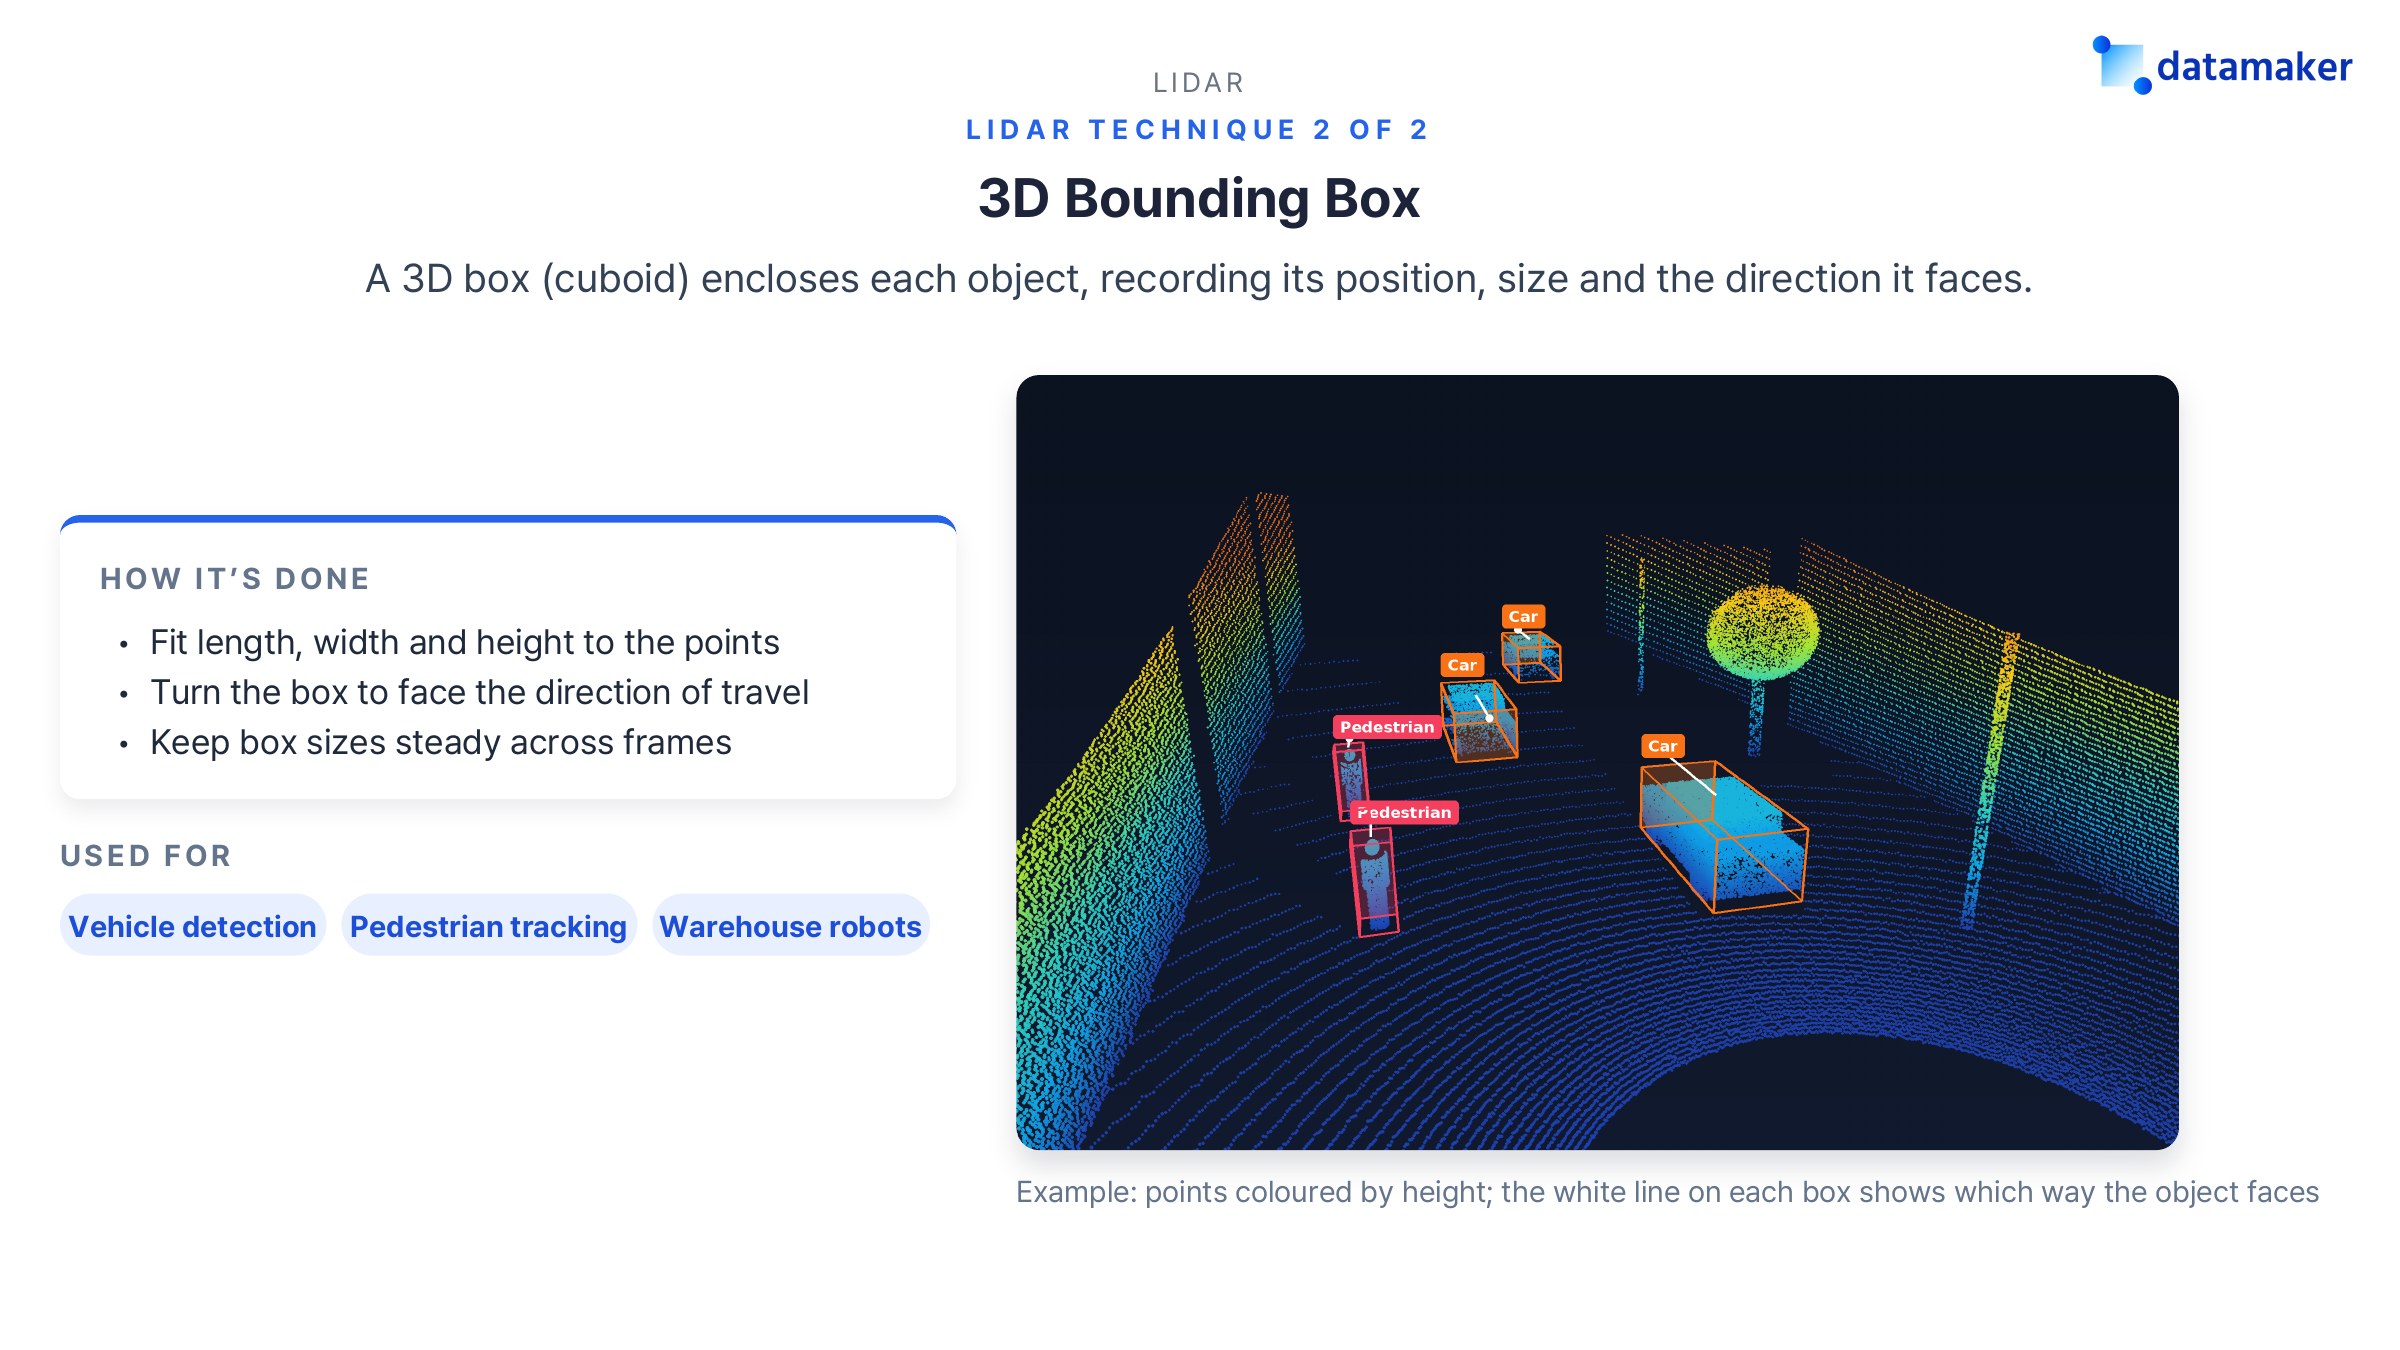 datamaker
LIDAR
LIDAR TECHNIQUE 2 OF 2
3D Bounding Box
A 3D box (cuboid) encloses each object, recording its position, size and the direction it faces.
HOW IT’S DONE
• Fit length, width and height to the points
• Turn the box to face the direction of travel
• Keep box sizes steady across frames
USED FOR
Vehicle detection Pedestrian tracking Warehouse robots
Car
Car
Pedestrian
Car
Pedestrian
Example: points coloured by height; the white line on each box shows which way the object faces